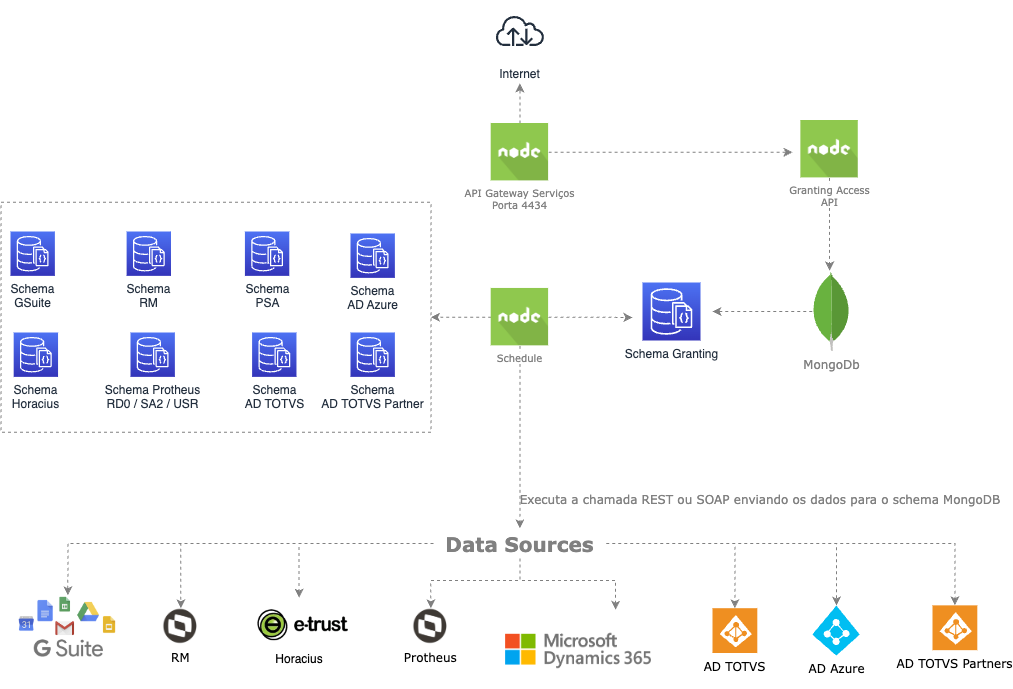 Internet
node
API Gateway Serviços
Porta 4434
node
Granting Access
API
Schema
GSuite
Schema
RM
Schema
PSA
Schema
AD Azure
Schema
Horacius
Schema Protheus
RD0 / SA2 / USR
Schema
AD TOTVS
Schema
AD TOTVS Partner
node
Schedule
Schema Granting
MongoDb
Executa a chamada REST ou SOAP enviando os dados para o schema MongoDB
Data Sources
31
G Suite
RM
e-trust
Horacius
Protheus
Microsoft
Dynamics 365
AD TOTVS
AD Azure
AD TOTVS Partners